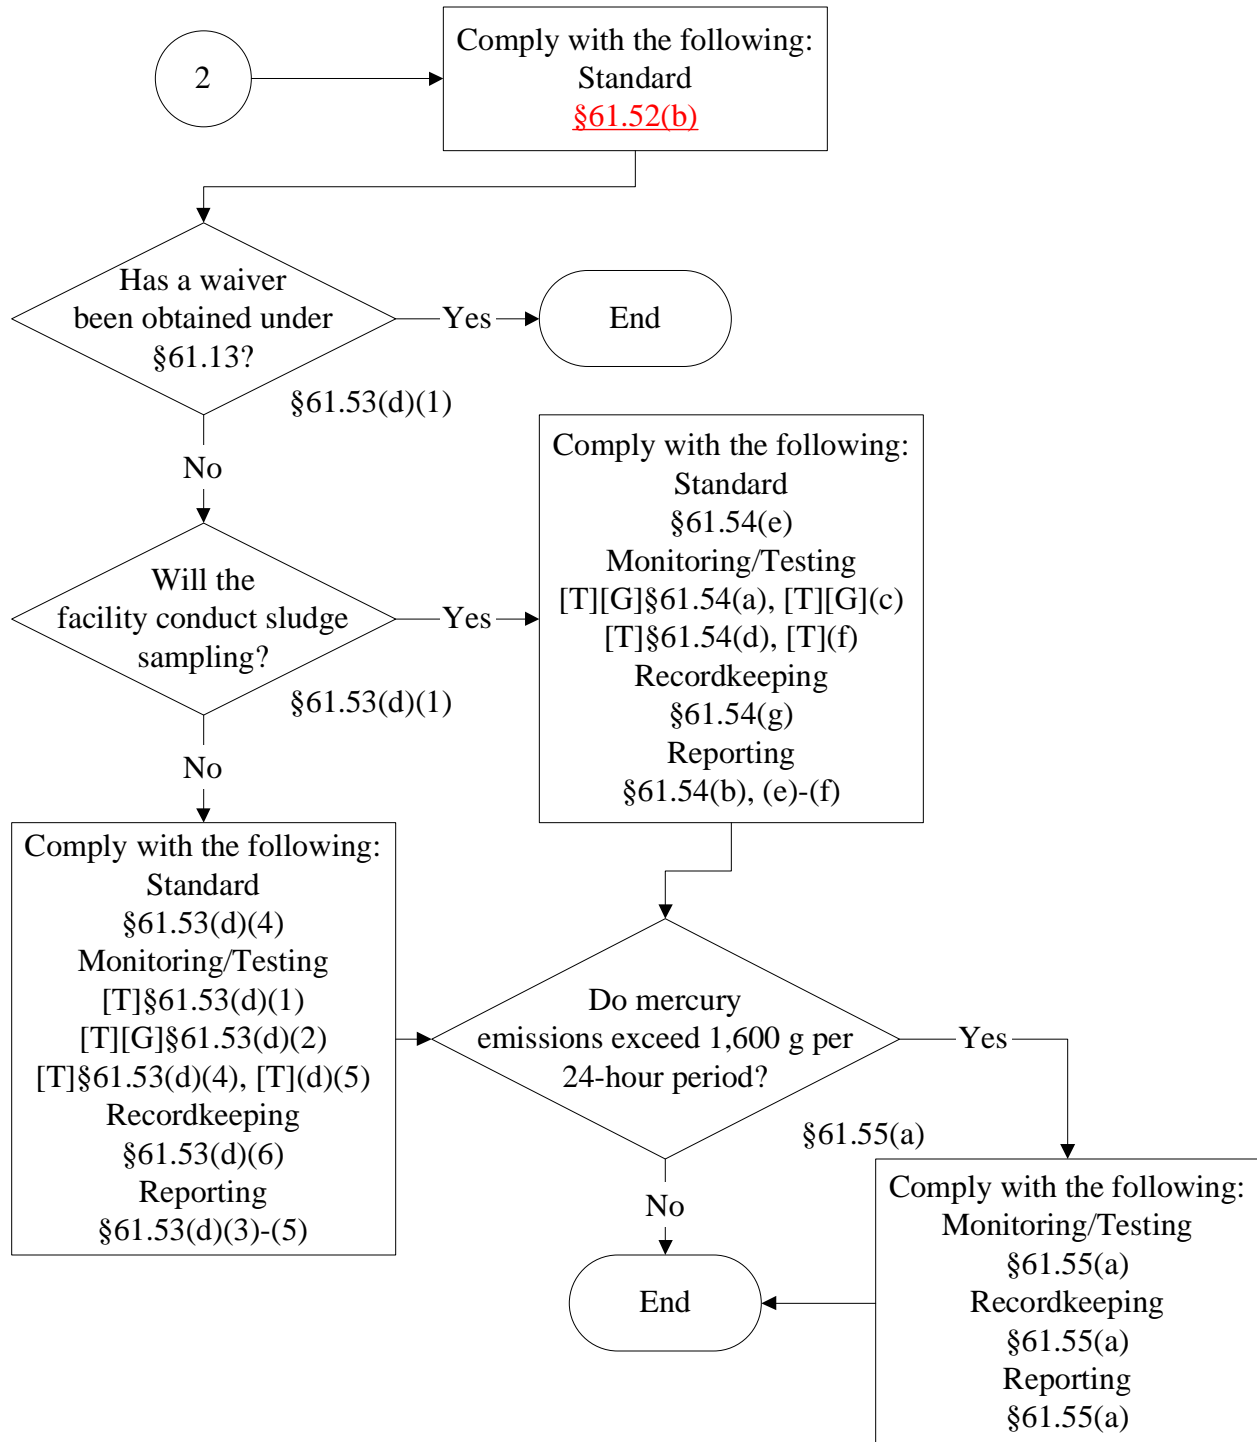 2
Comply with the following:
Standard
§61.52(b)
Has a waiver
been obtained under
§61.13?
Yes
End
§61.53(d)(1)
No
Will the
facility conduct sludge
sampling?
Yes
§61.53(d)(1)
No
Comply with the following:
Standard
§61.54(e)
Monitoring/Testing
[T][G]§61.54(a), [T][G](c)
[T]§61.54(d), [T](f)
Recordkeeping
§61.54(g)
Reporting
§61.54(b), (e)-(f)
Comply with the following:
Standard
§61.53(d)(4)
Monitoring/Testing
[T]§61.53(d)(1)
[T][G]§61.53(d)(2)
[T]§61.53(d)(4), [T](d)(5)
Recordkeeping
§61.53(d)(6)
Reporting
§61.53(d)(3)-(5)
Do mercury
emissions exceed 1,600 g per
24-hour period?
Yes
§61.55(a)
No
End
Comply with the following:
Monitoring/Testing
§61.55(a)
Recordkeeping
§61.55(a)
Reporting
§61.55(a)